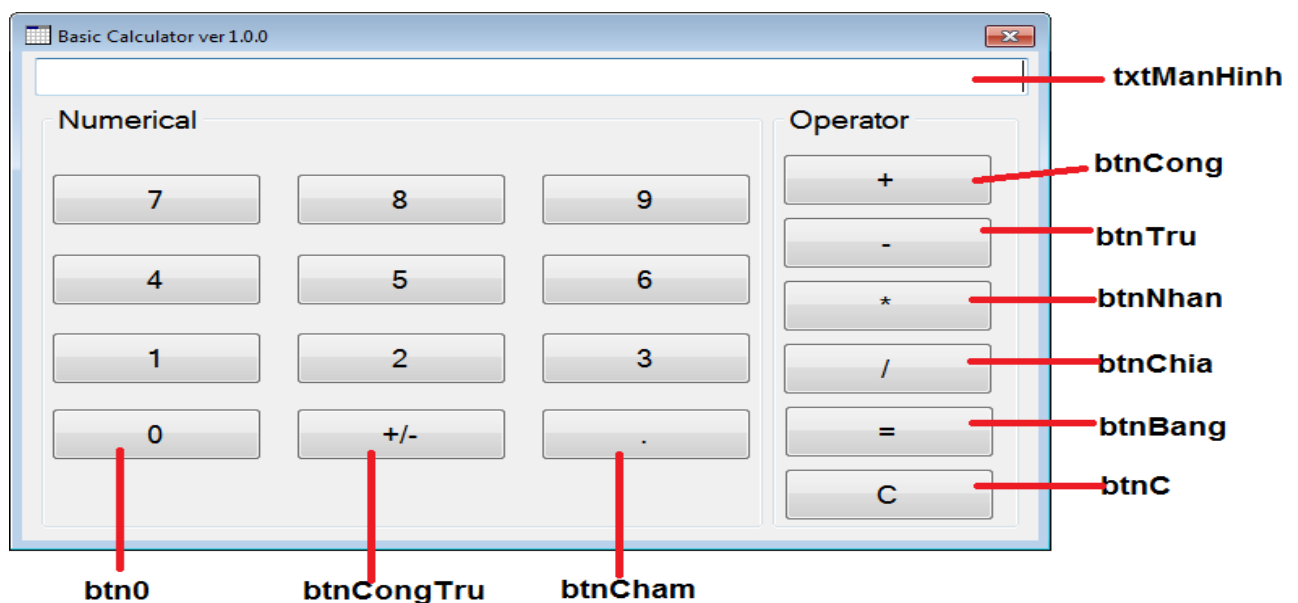 Basic Calculator ver 1.0.0
txtManHinh
Numerical
Operator
7 8 9
+
btnCong
-
btnTru
4 5 6
*
btnNhan
1 2 3
/
btnChia
0 +/- .
=
btnBang
C
btnC
btn0 btnCongTru btnCham